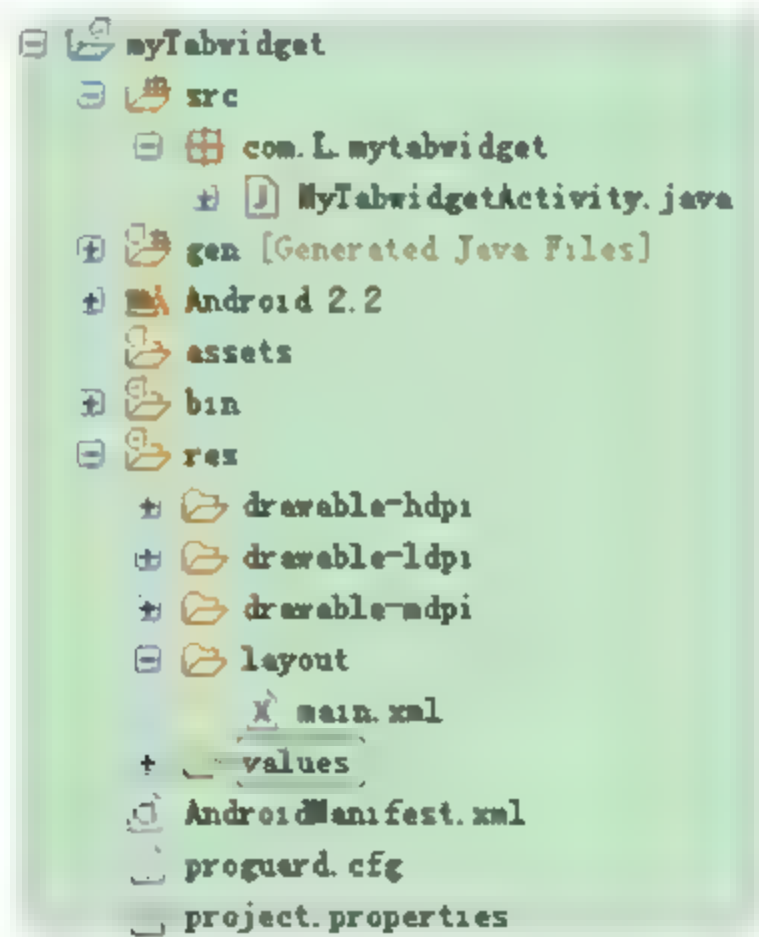 myTabwidget
src
com.L.mytabwidget
MyTabwidgetActivity.java
gen [Generated Java Files]
Android 2.2
assets
bin
res
drawable-hdpi
drawable-ldpi
drawable-mdpi
layout
main.xml
values
AndroidManifest.xml
proguard.cfg
project.properties